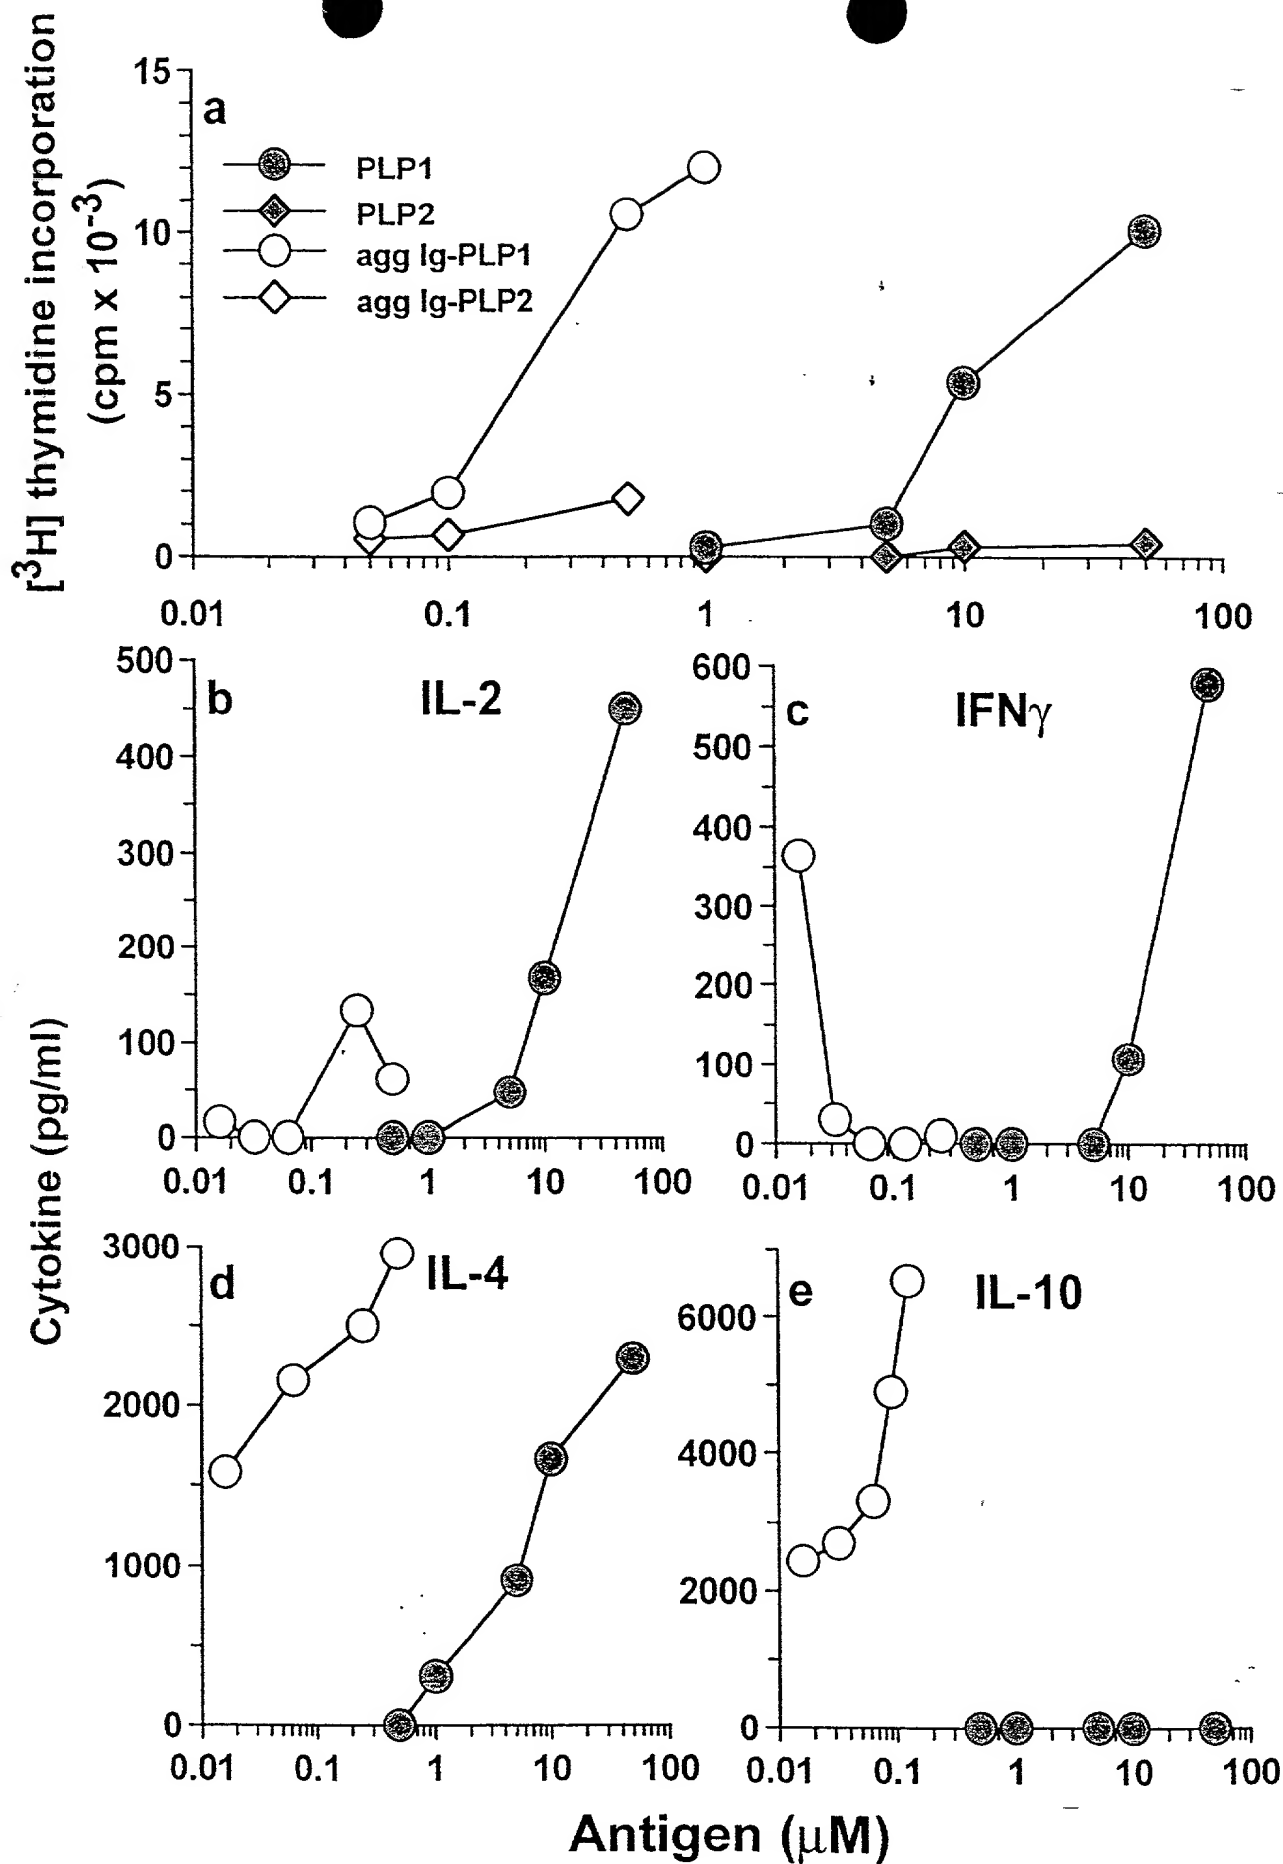 [³H] thymidine incorporation
(cpm x 10⁻³)
a
15
10
5
0
PLP1
PLP2
agg Ig-PLP1
agg Ig-PLP2
0.01 0.1 1 10 100
b
IL-2
500
400
300
200
100
0
0.01 0.1 1 10 100
c
IFNγ
600
500
400
300
200
100
0
0.01 0.1 1 10 100
Cytokine (pg/ml)
d
IL-4
3000
2000
1000
0
0.01 0.1 1 10 100
e
IL-10
6000
4000
2000
0
0.01 0.1 1 10 100
Antigen (μM)